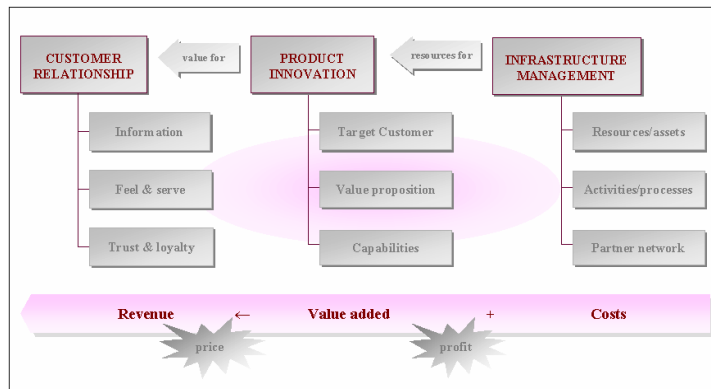 CUSTOMER
RELATIONSHIP
value for
PRODUCT
INNOVATION
resources for
INFRASTRUCTURE
MANAGEMENT
Information
Target Customer
Resources/assets
Feel & serve
Value proposition
Activities/processes
Trust & loyalty
Capabilities
Partner network
Revenue ← Value added + Costs
price
profit